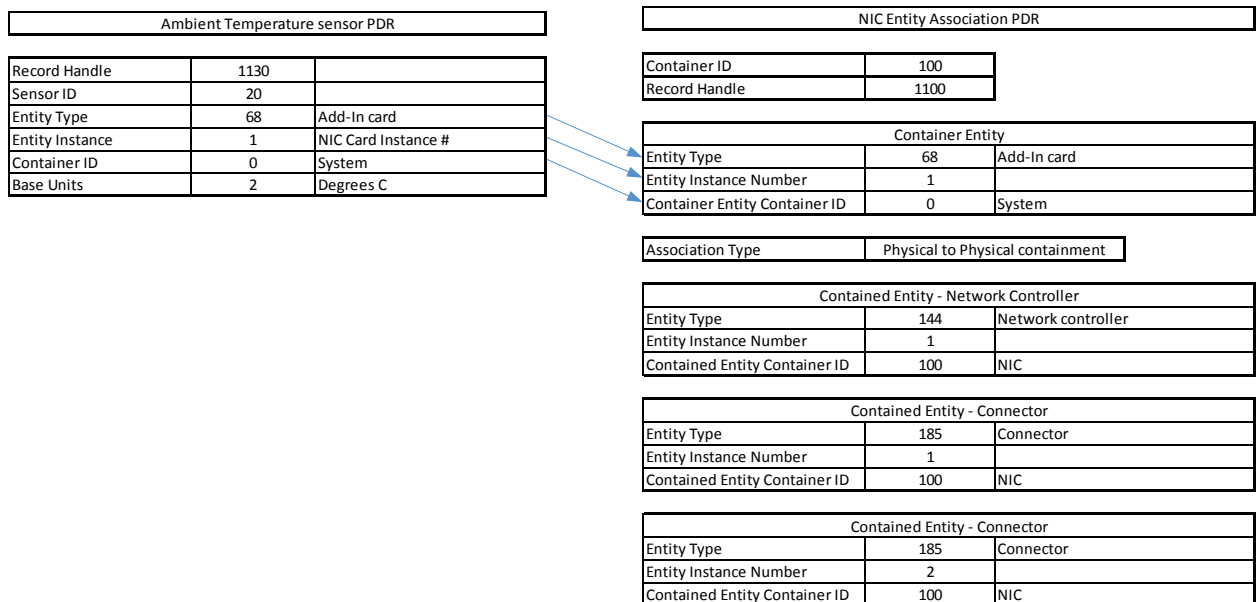 Ambient Temperature sensor PDR
Record Handle 1130
Sensor ID 20
Entity Type 68 Add-In card
Entity Instance 1 NIC Card Instance #
Container ID 0 System
Base Units 2 Degrees C
NIC Entity Association PDR
Container ID 100
Record Handle 1100
Container Entity
Entity Type 68 Add-In card
Entity Instance Number 1
Container Entity Container ID 0 System
Association Type Physical to Physical containment
Contained Entity - Network Controller
Entity Type 144 Network controller
Entity Instance Number 1
Contained Entity Container ID 100 NIC
Contained Entity - Connector
Entity Type 185 Connector
Entity Instance Number 1
Contained Entity Container ID 100 NIC
Contained Entity - Connector
Entity Type 185 Connector
Entity Instance Number 2
Contained Entity Container ID 100 NIC